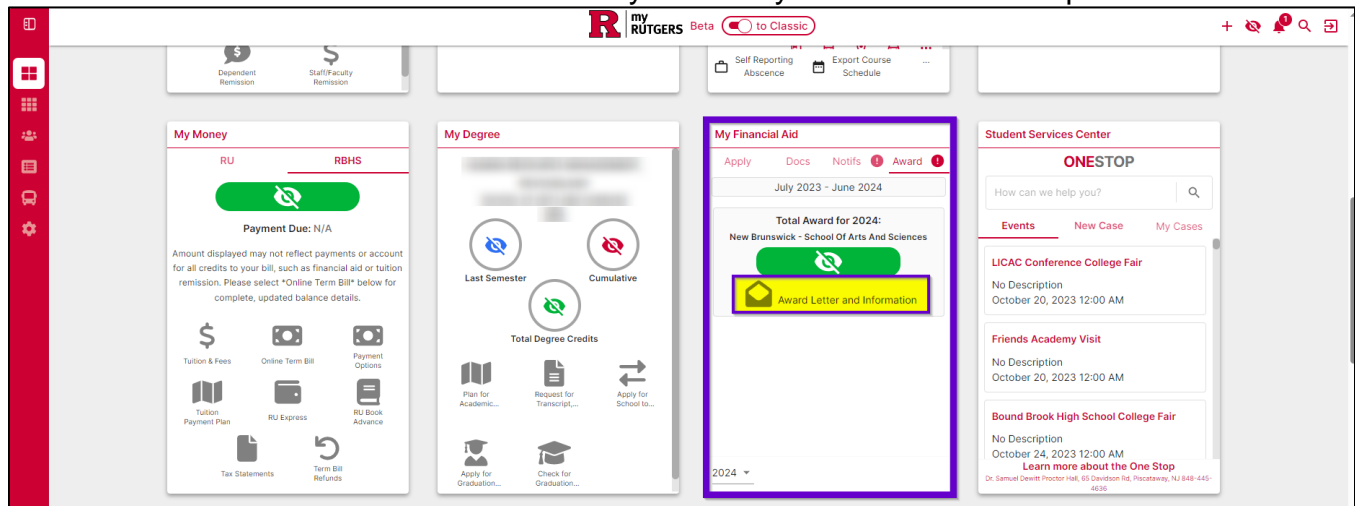 my
R RUTGERS Beta to Classic
1
Dependent
Remission
Staff/Faculty
Remission
Self Reporting
Abscence
Export Course
Schedule
...
My Money
RU RBHS
Payment Due: N/A
Amount displayed may not reflect payments or account
for all credits to your bill, such as financial aid or tuition
remission. Please select *Online Term Bill* below for
complete, updated balance details.
Tuition & Fees
Online Term Bill
Payment
Options
Tuition
Payment Plan
RU Express
RU Book
Advance
Tax Statements
Term Bill
Refunds
My Degree
Last Semester
Cumulative
Total Degree Credits
Plan for
Academic...
Request for
Transcript,...
Apply for
School to...
Apply for
Graduation...
Check for
Graduation...
My Financial Aid
Apply Docs Notifs ! Award !
July 2023 - June 2024
Total Award for 2024:
New Brunswick - School Of Arts And Sciences
Award Letter and Information
2024
Student Services Center
ONESTOP
How can we help you?
Events New Case My Cases
LICAC Conference College Fair
No Description
October 20, 2023 12:00 AM
Friends Academy Visit
No Description
October 20, 2023 12:00 AM
Bound Brook High School College Fair
No Description
October 24, 2023 12:00 AM
Learn more about the One Stop
Dr. Samuel Dewitt Proctor Hall, 65 Davidson Rd, Piscataway, NJ 848-445-
4636